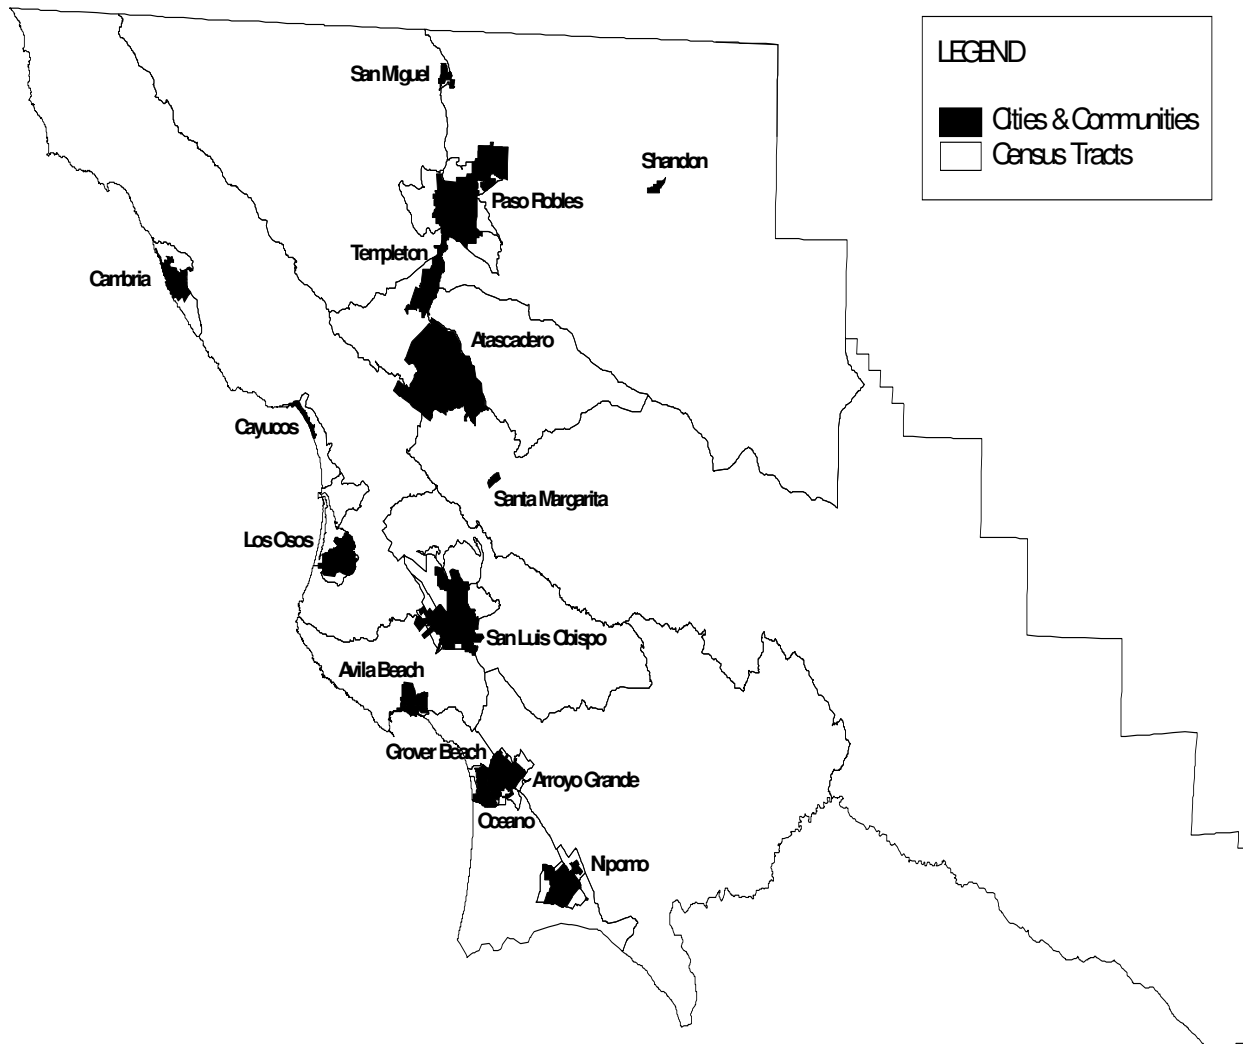 LEGEND
Cities & Communities
Census Tracts
San Miguel
Shandon
Paso Robles
Templeton
Cambria
Atascadero
Cayucos
Santa Margarita
Los Osos
San Luis Obispo
Avila Beach
Grover Beach
Arroyo Grande
Oceano
Nipomo